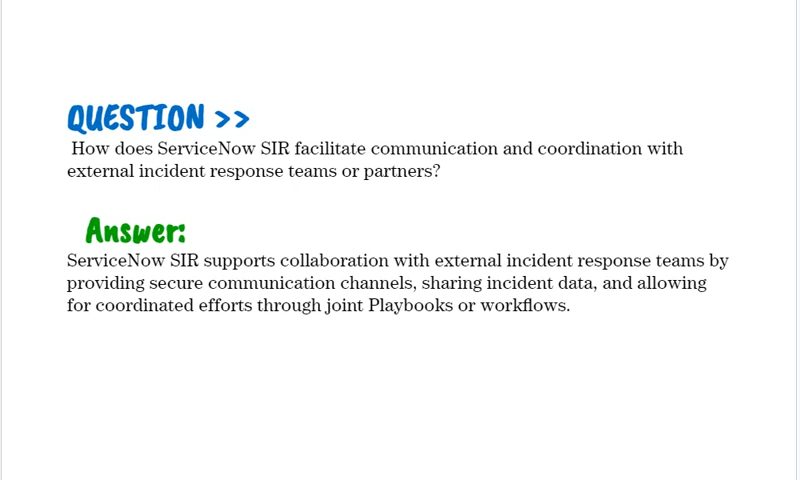 QUESTION >>
How does ServiceNow SIR facilitate communication and coordination with
external incident response teams or partners?
Answer:
ServiceNow SIR supports collaboration with external incident response teams by
providing secure communication channels, sharing incident data, and allowing
for coordinated efforts through joint Playbooks or workflows.